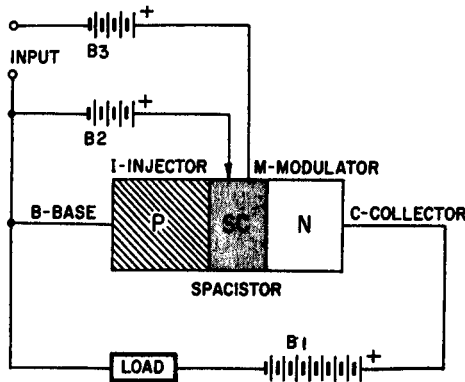 +
B3
INPUT
+
B2
I-INJECTOR M-MODULATOR
B-BASE P SC N C-COLLECTOR
SPACISTOR
B1
LOAD +